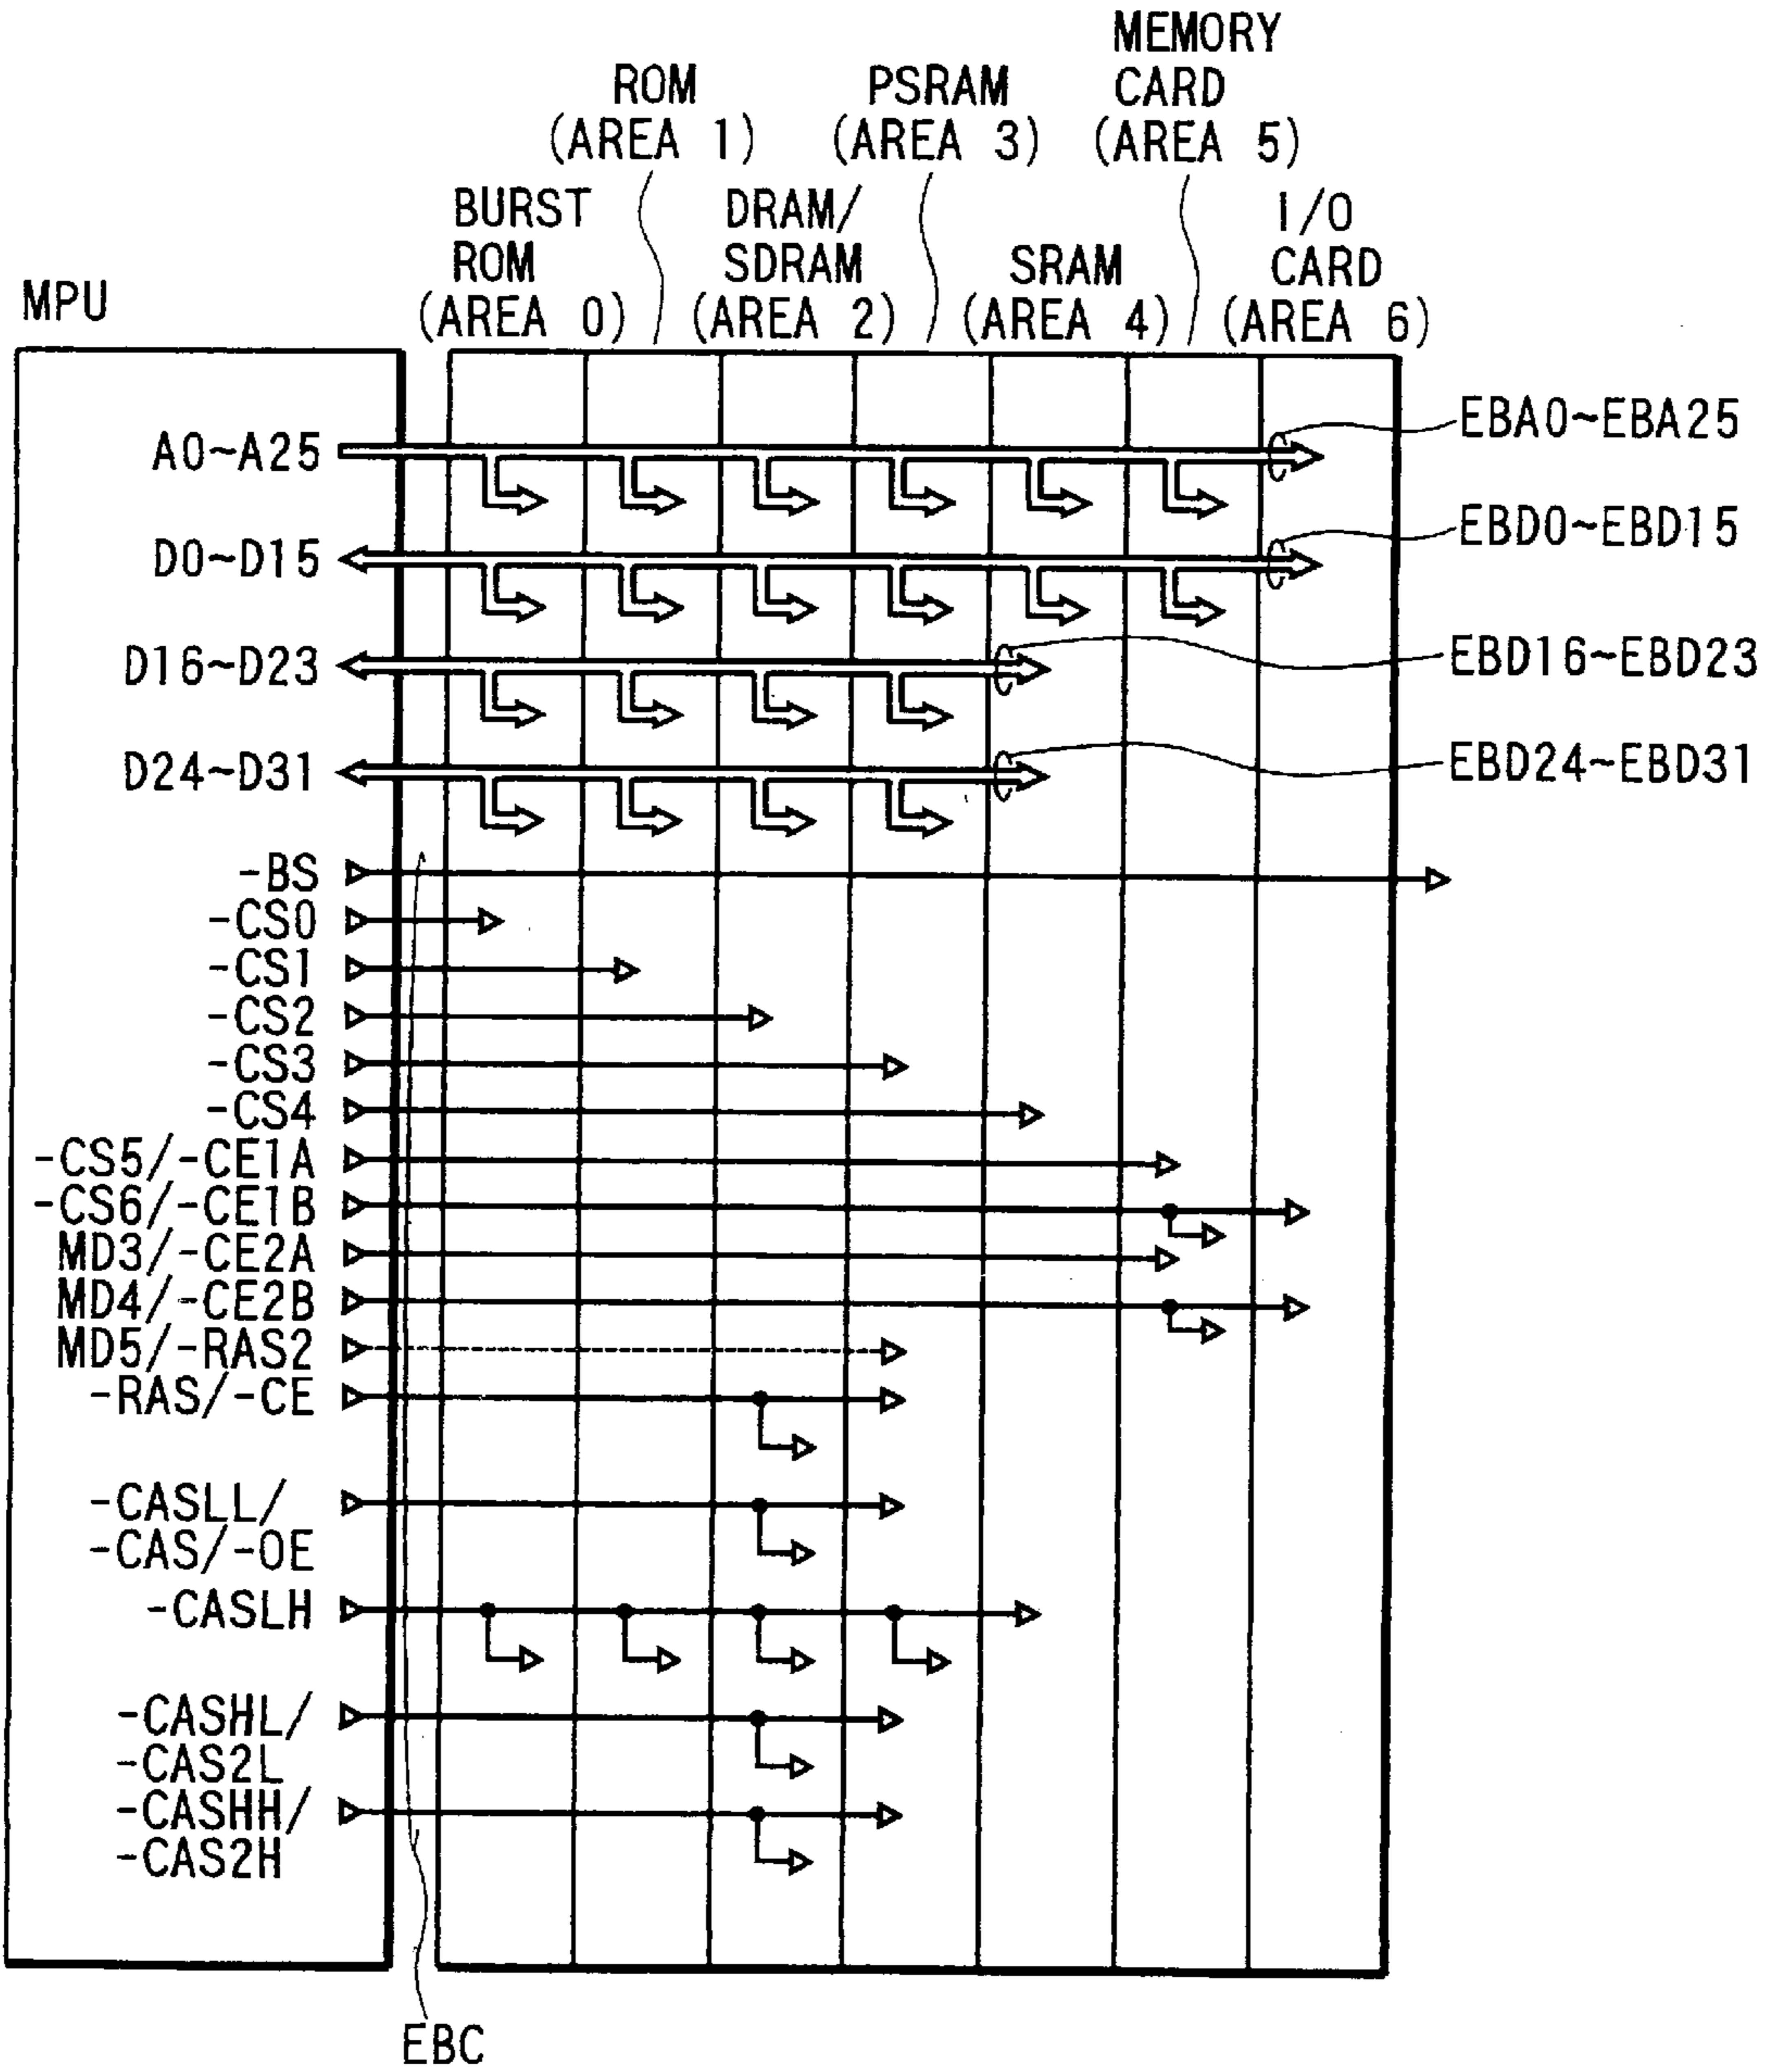 MEMORY
CARD
(AREA 5)
ROM
(AREA 1)
PSRAM
(AREA 3)
BURST
ROM
(AREA 0)
DRAM/
SDRAM
(AREA 2)
SRAM
(AREA 4)
I/O
CARD
(AREA 6)
MPU
A0~A25
EBA0~EBA25
D0~D15
EBD0~EBD15
D16~D23
EBD16~EBD23
D24~D31
EBD24~EBD31
-BS
-CS0
-CS1
-CS2
-CS3
-CS4
-CS5/-CE1A
-CS6/-CE1B
MD3/-CE2A
MD4/-CE2B
MD5/-RAS2
-RAS/-CE
-CASLL/
-CAS/-OE
-CASLH
-CASHL/
-CAS2L
-CASHH/
-CAS2H
EBC